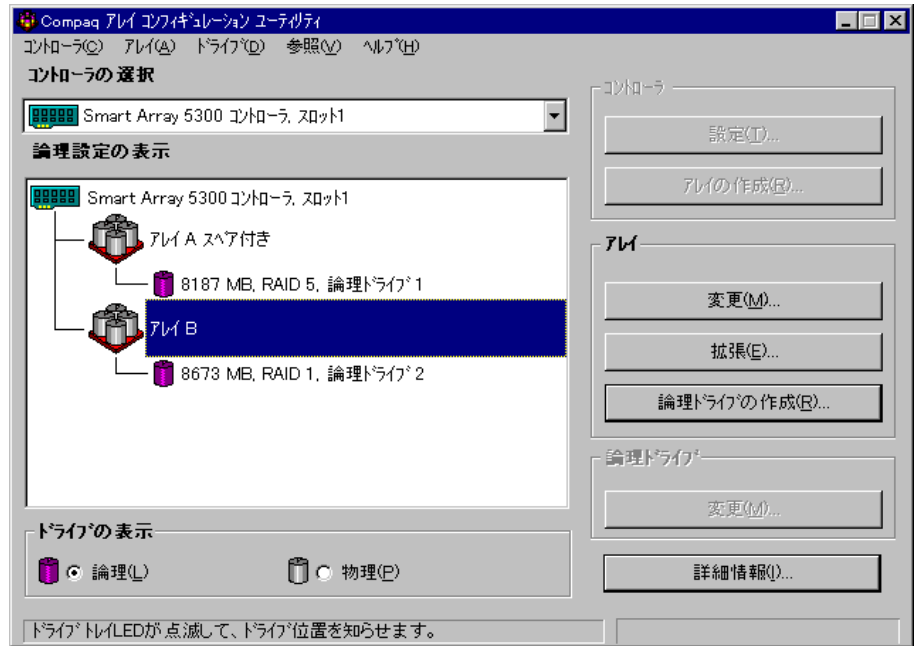 Compaq ｱﾚｲ ｺﾝﾌｨｷﾞｭﾚｰｼｮﾝ ﾕｰﾃｨﾘﾃｨ
ｺﾝﾄﾛｰﾗ(C) ｱﾚｲ(A) ﾄﾞﾗｲﾌﾞ(D) 参照(V) ﾍﾙﾌﾟ(H)
ｺﾝﾄﾛｰﾗの選択
Smart Array 5300 ｺﾝﾄﾛｰﾗ, ｽﾛｯﾄ1
論理設定の表示
Smart Array 5300 ｺﾝﾄﾛｰﾗ, ｽﾛｯﾄ1
ｱﾚｲ A ｽﾍﾟｱ付き
8187 MB, RAID 5, 論理ﾄﾞﾗｲﾌﾞ 1
ｱﾚｲ B
8673 MB, RAID 1, 論理ﾄﾞﾗｲﾌﾞ 2
ﾄﾞﾗｲﾌﾞの表示
論理(L)
物理(P)
ｺﾝﾄﾛｰﾗ
設定(T)...
ｱﾚｲの作成(R)...
ｱﾚｲ
変更(M)...
拡張(E)...
論理ﾄﾞﾗｲﾌﾞの作成(R)...
論理ﾄﾞﾗｲﾌﾞ
変更(M)...
詳細情報(I)...
ﾄﾞﾗｲﾌﾞ ﾄﾚｲLEDが点滅して、ﾄﾞﾗｲﾌﾞ位置を知らせます。